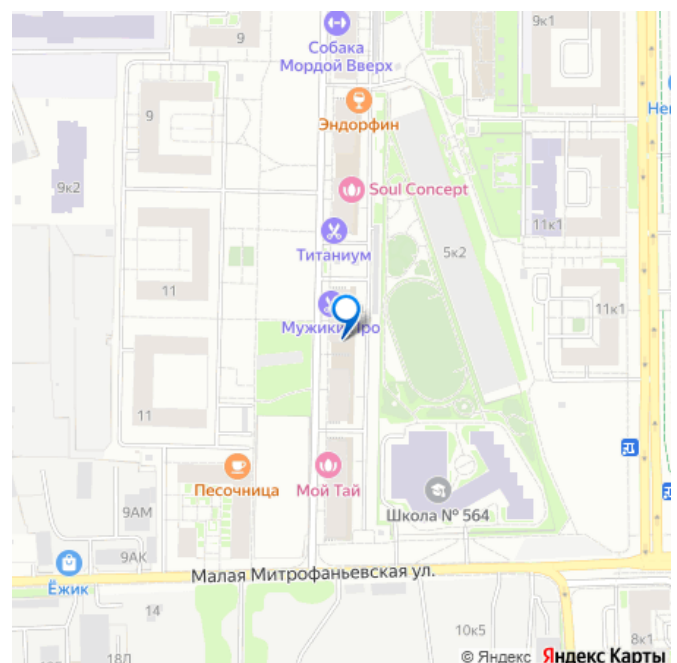 9к1
9
Собака
Мордой Вверх
Эндорфин
9
9к2
Soul Concept
11к1
Титаниум
5к2
11
11к1
Мужики Про
11
Песочница
Мой Тай
Школа № 564
9АМ
9АК
Ёжик
Малая Митрофаньевская ул.
14
10к5
18Д
8к1
© Яндекс Яндекс Карты